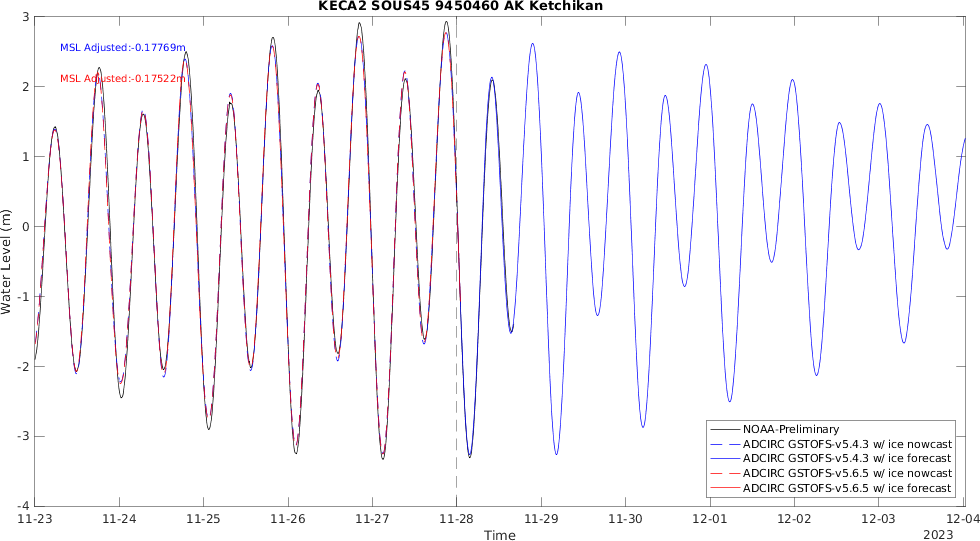 KECA2 SOUS45 9450460 AK Ketchikan
MSL Adjusted:-0.17769m
MSL Adjusted:-0.17522m
Water Level (m)
3
2
1
0
-1
-2
-3
-4
NOAA-Preliminary
ADCIRC GSTOFS-v5.4.3 w/ ice nowcast
ADCIRC GSTOFS-v5.4.3 w/ ice forecast
ADCIRC GSTOFS-v5.6.5 w/ ice nowcast
ADCIRC GSTOFS-v5.6.5 w/ ice forecast
11-23 11-24 11-25 11-26 11-27 11-28 11-29 11-30 12-01 12-02 12-03 12-04
Time
2023